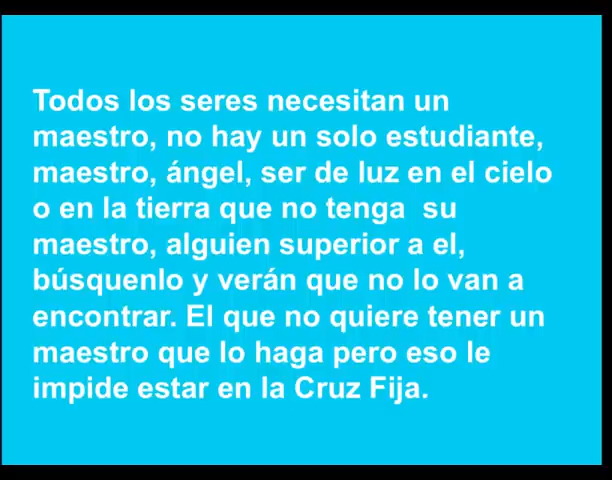 Todos los seres necesitan un
maestro, no hay un solo estudiante,
maestro, ángel, ser de luz en el cielo
o en la tierra que no tenga  su
maestro, alguien superior a el,
búsquenlo y verán que no lo van a
encontrar. El que no quiere tener un
maestro que lo haga pero eso le
impide estar en la Cruz Fija.